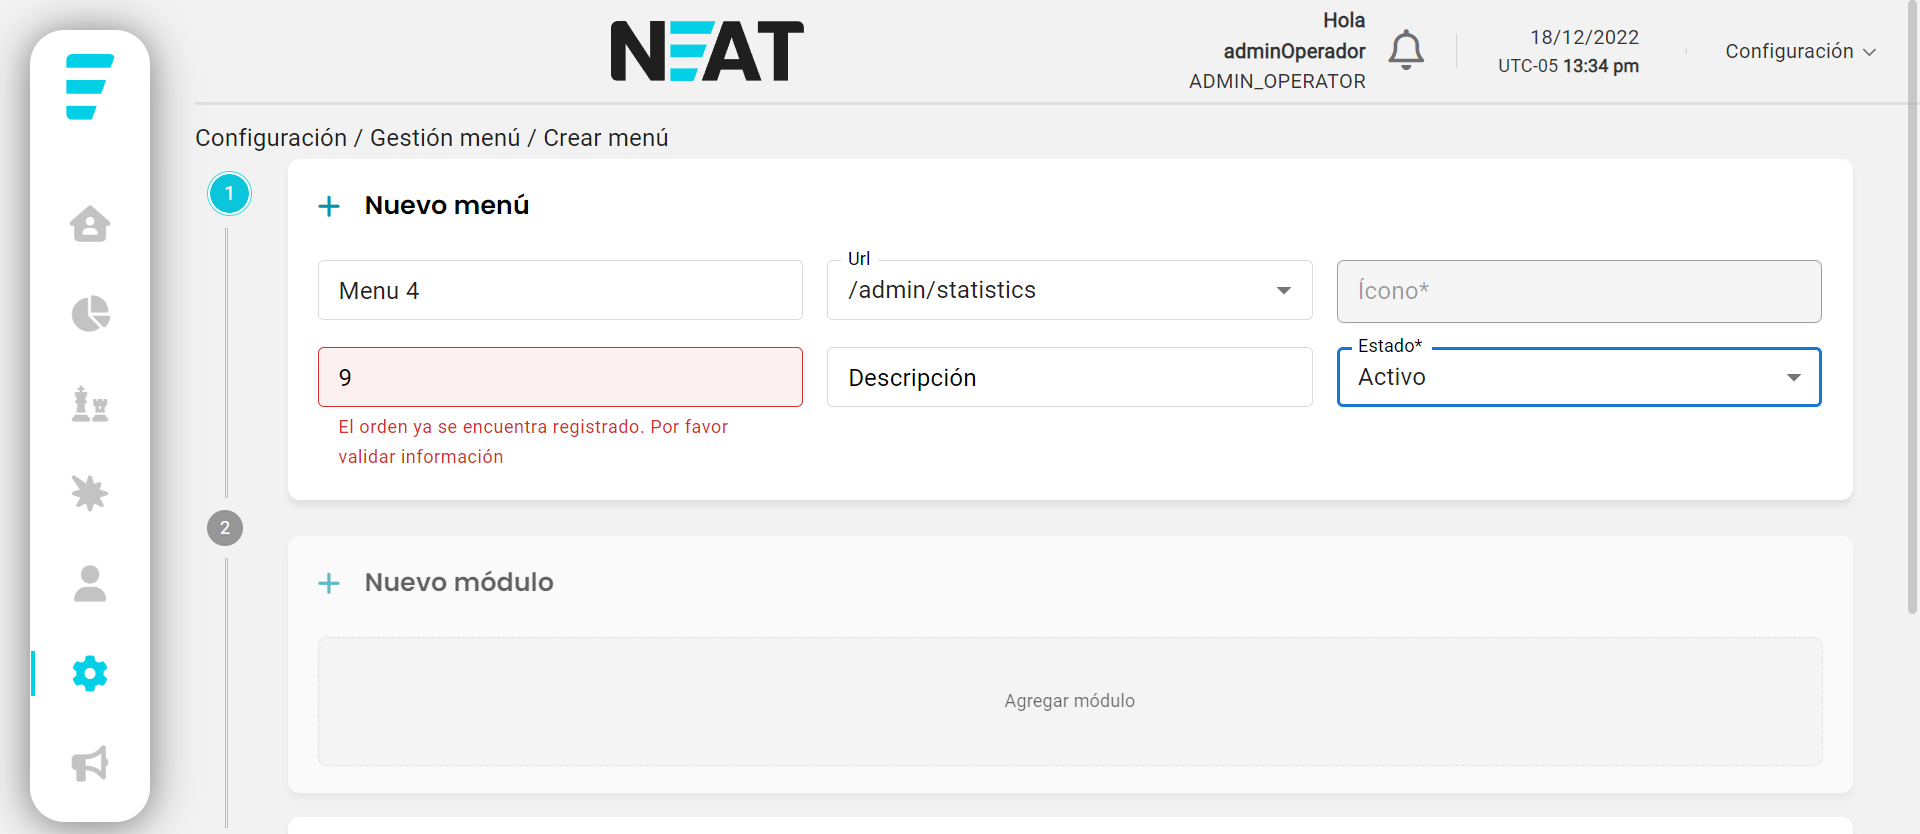 NEAT
Hola
adminOperador
ADMIN_OPERATOR
18/12/2022
UTC-05 13:34 pm
Configuración
Configuración / Gestión menú / Crear menú
1
Nuevo menú
Menu 4
Url
/admin/statistics
Ícono*
9
Descripción
Estado*
Activo
El orden ya se encuentra registrado. Por favor
validar información
2
Nuevo módulo
Agregar módulo